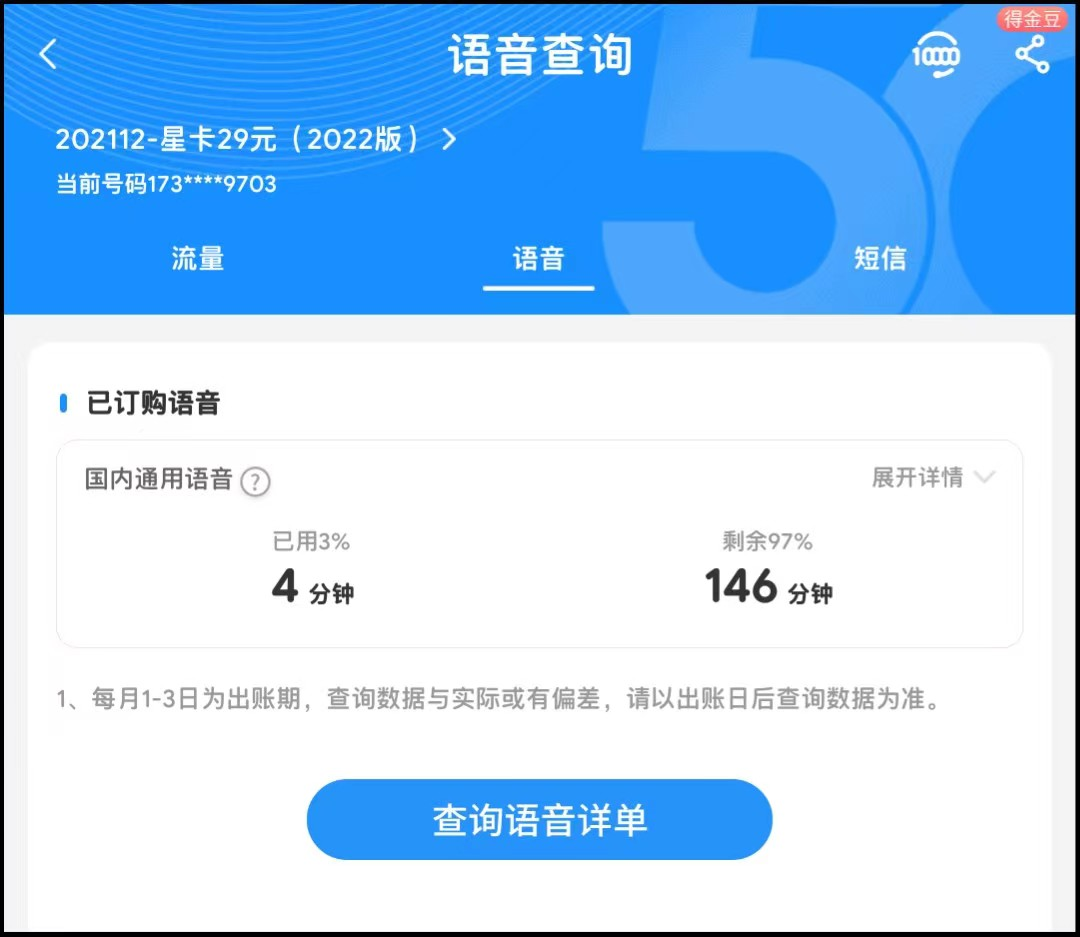 得金豆
语音查询
10000
202112-星卡29元（2022版）
当前号码173****9703
流量 语音 短信
已订购语音
国内通用语音 ? 展开详情
已用3% 剩余97%
4 分钟 146 分钟
1、每月1-3日为出账期，查询数据与实际或有偏差，请以出账日后查询数据为准。
查询语音详单